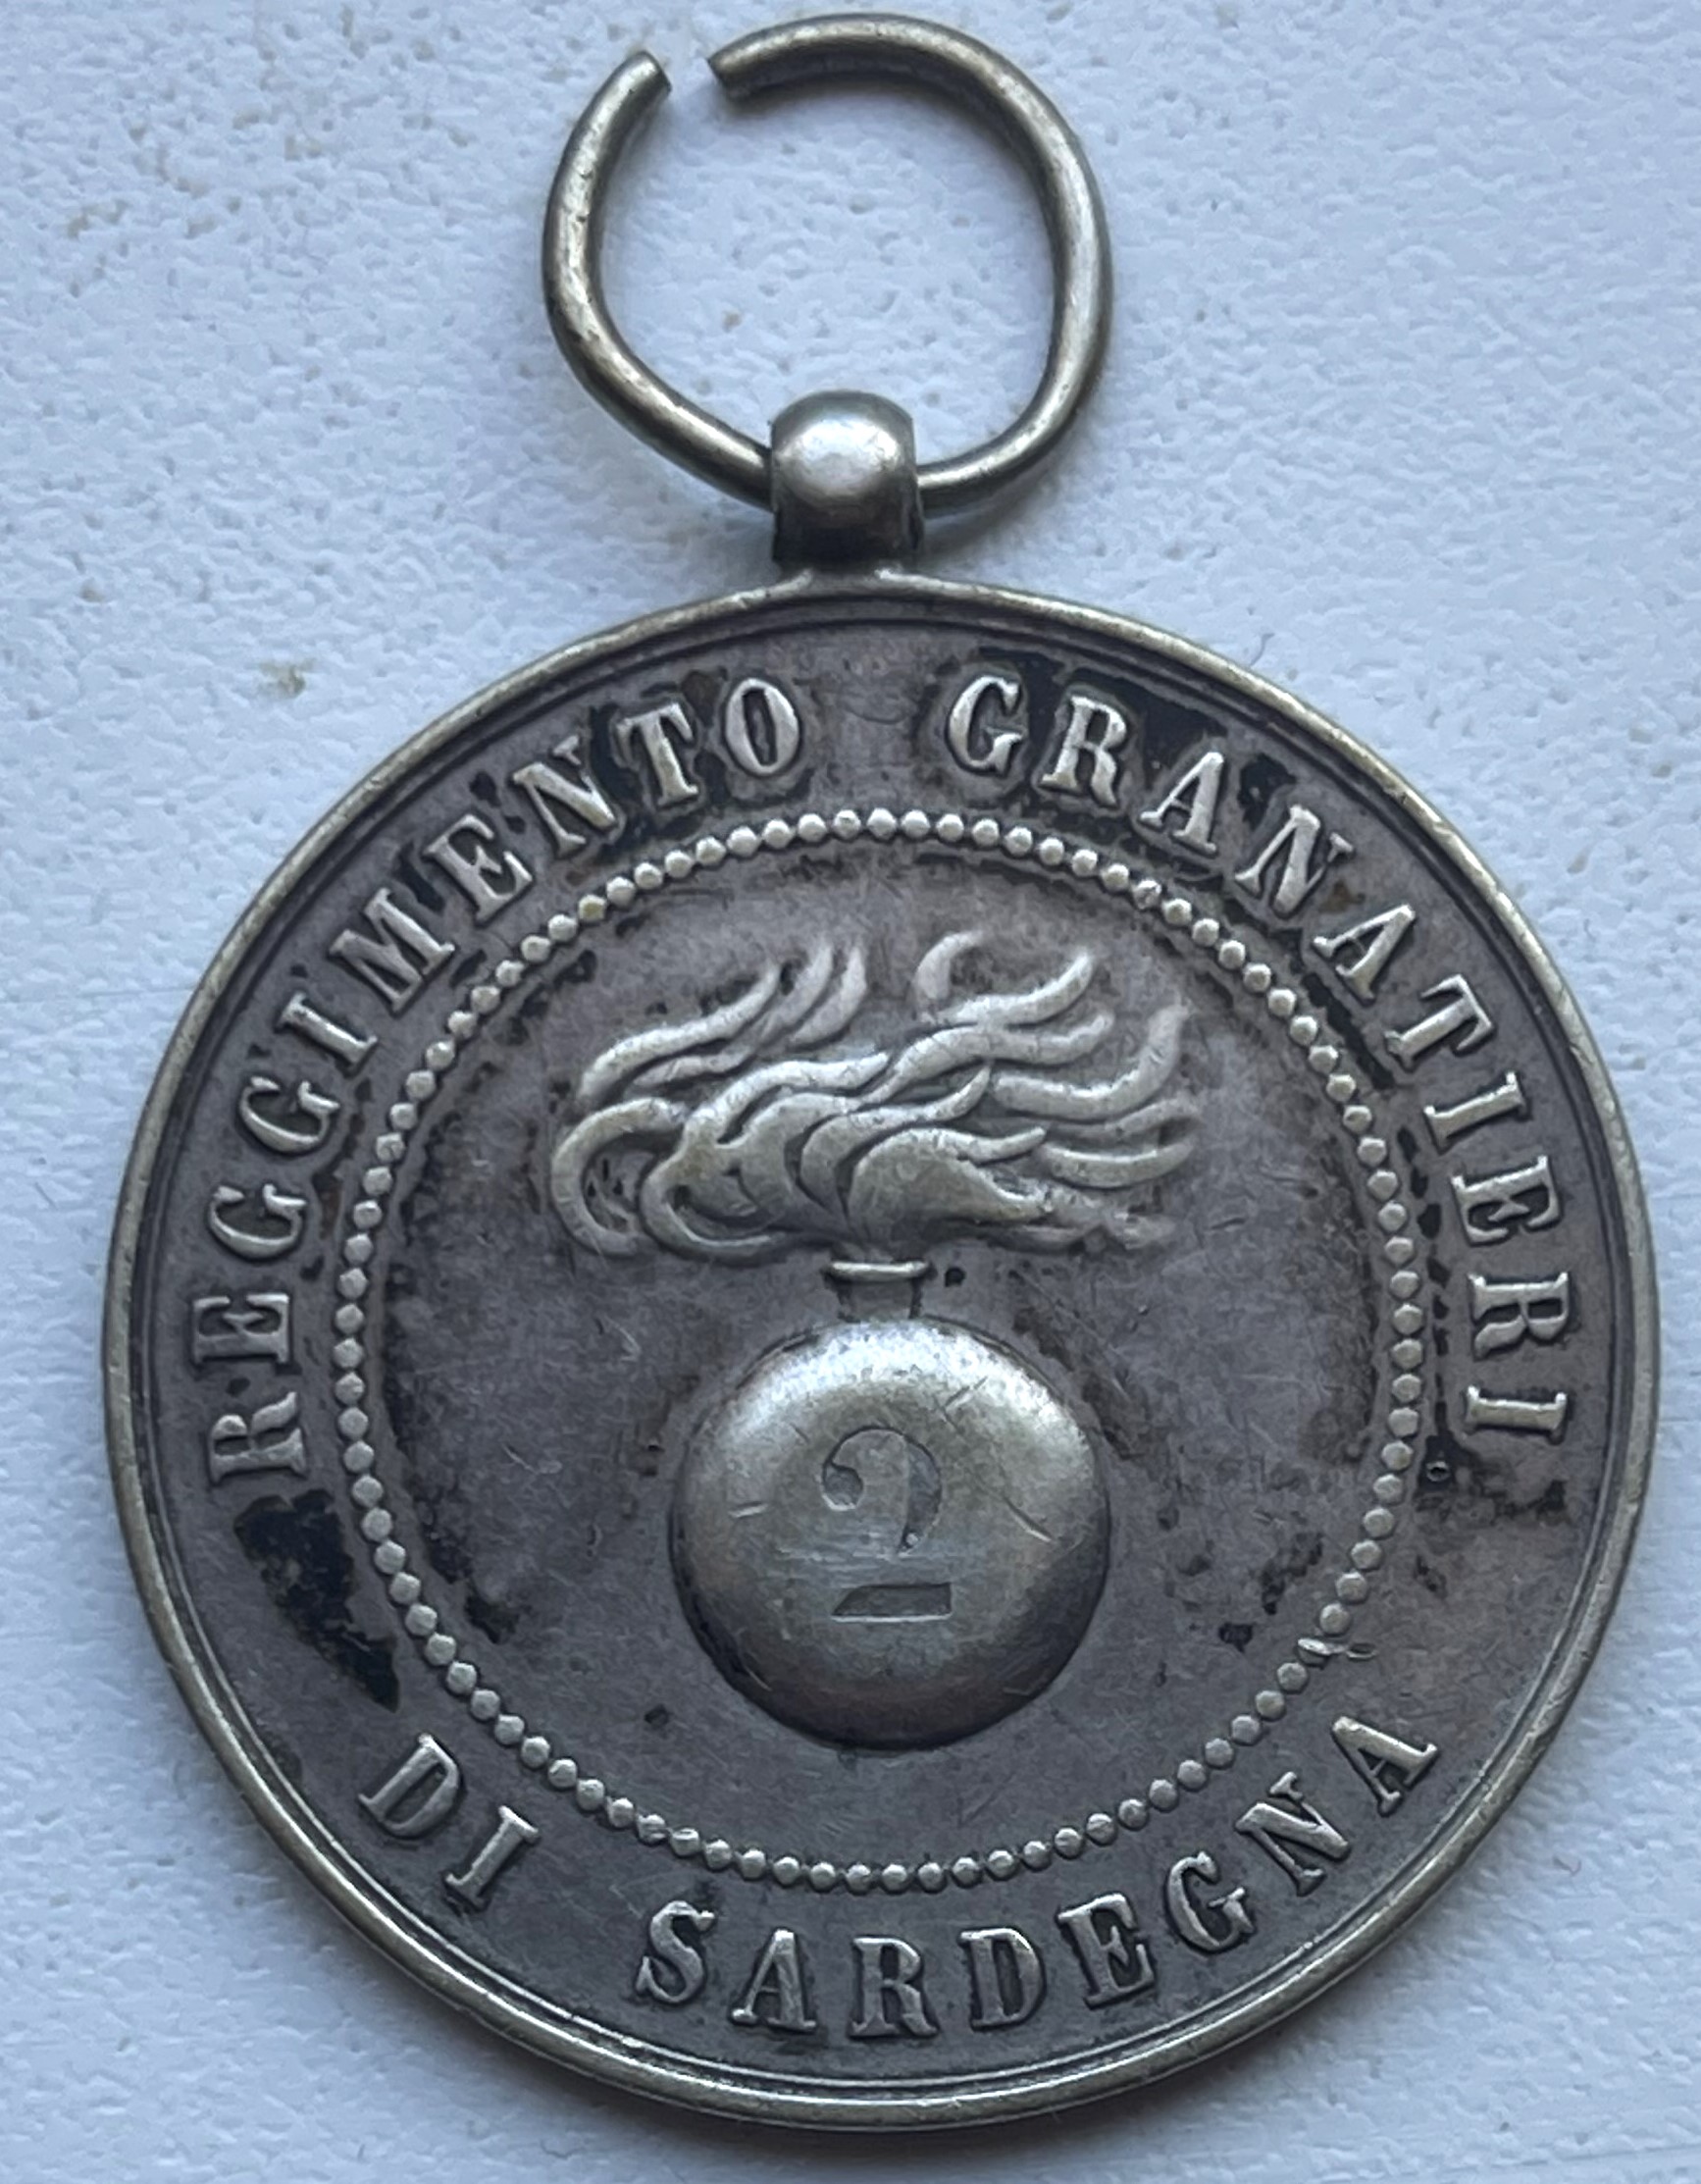 REGGIMENTO GRANATIERI
2
DI SARDEGNA